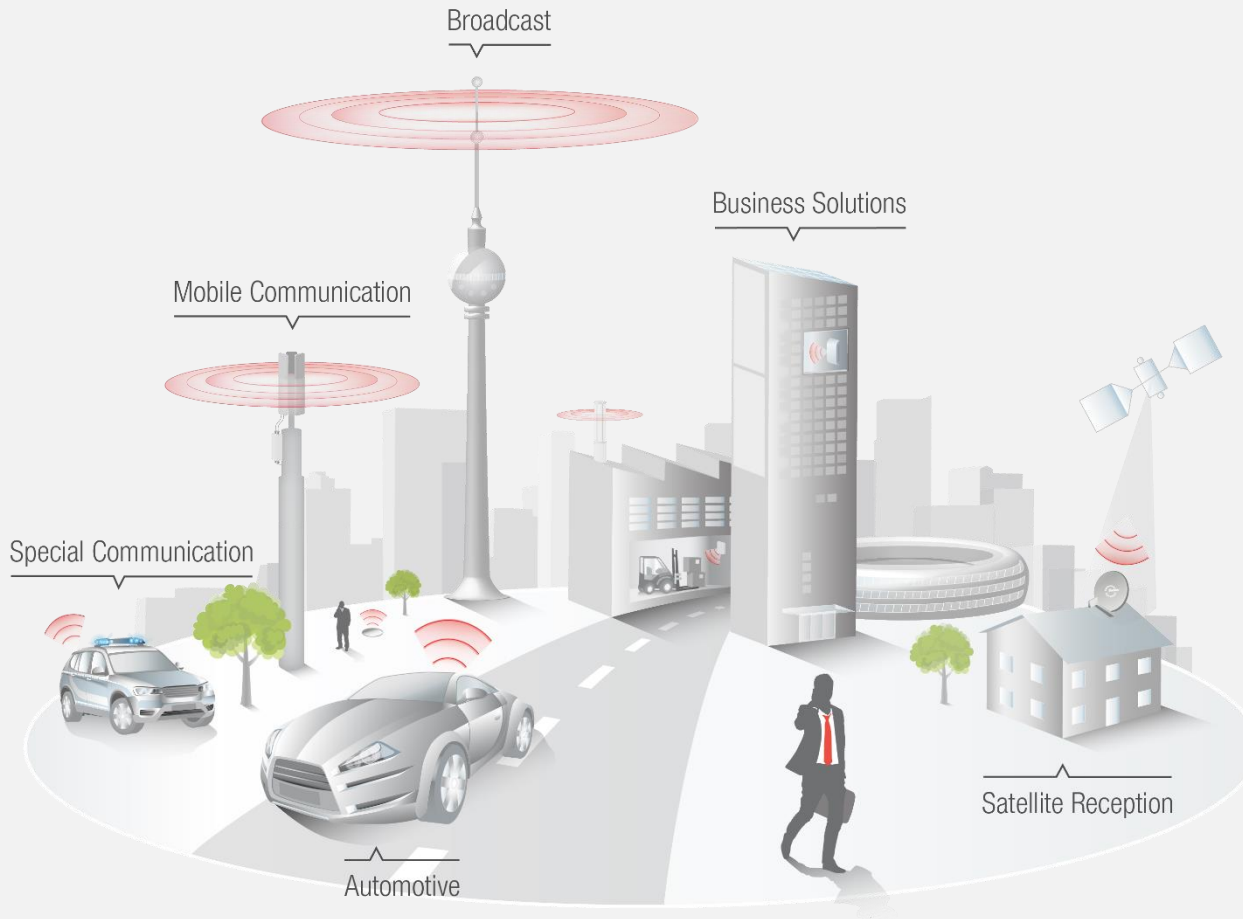 Broadcast
Business Solutions
Mobile Communication
Special Communication
Satellite Reception
Automotive